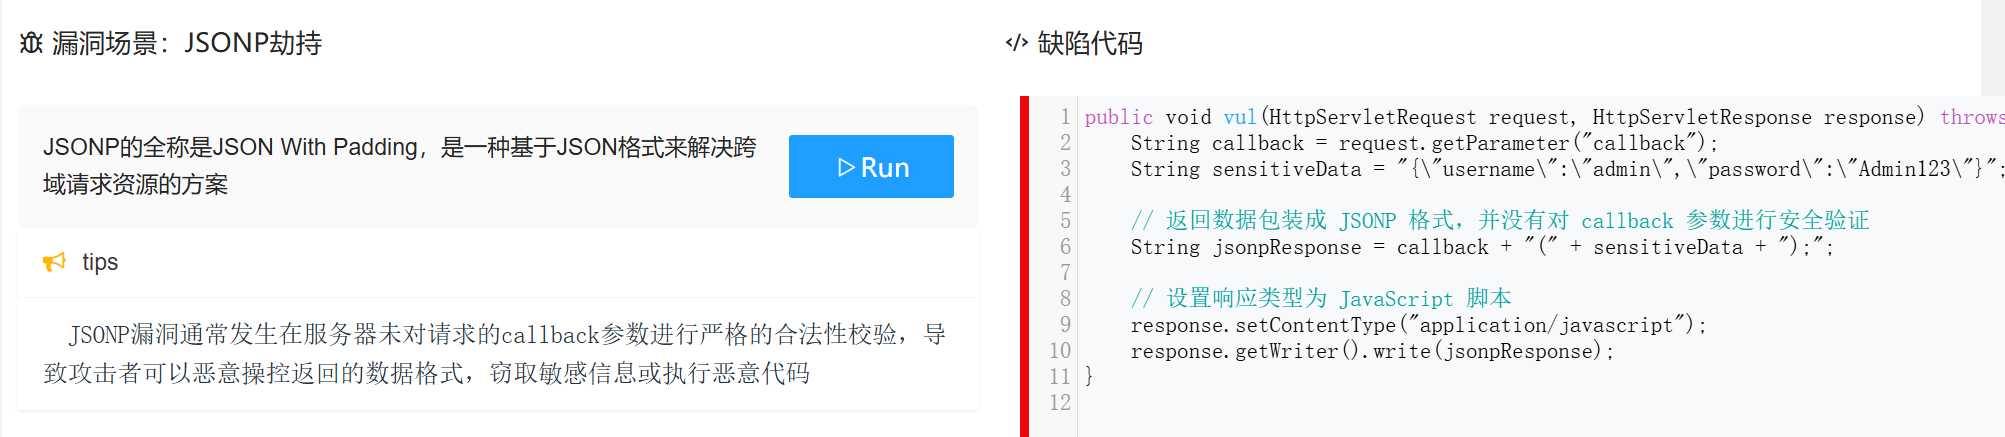 漏洞场景：JSONP劫持
JSONP的全称是JSON With Padding，是一种基于JSON格式来解决跨
域请求资源的方案
Run
tips
JSONP漏洞通常发生在服务器未对请求的callback参数进行严格的合法性校验，导
致攻击者可以恶意操控返回的数据格式，窃取敏感信息或执行恶意代码
缺陷代码
1 public void vul(HttpServletRequest request, HttpServletResponse response) throws
2 String callback = request.getParameter("callback");
3 String sensitiveData = "{\"username\":\"admin\",\"password\":\"Admin123\"}";
4
5 // 返回数据包装成 JSONP 格式，并没有对 callback 参数进行安全验证
6 String jsonpResponse = callback + "(" + sensitiveData + ");";
7
8 // 设置响应类型为 JavaScript 脚本
9 response.setContentType("application/javascript");
10 response.getWriter().write(jsonpResponse);
11 }
12